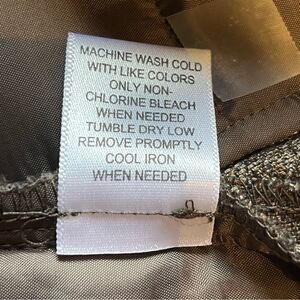 MACHINE WASH COLD
WITH LIKE COLORS
ONLY NON-
CHLORINE BLEACH
WHEN NEEDED
TUMBLE DRY LOW
REMOVE PROMPTLY
COOL IRON
WHEN NEEDED